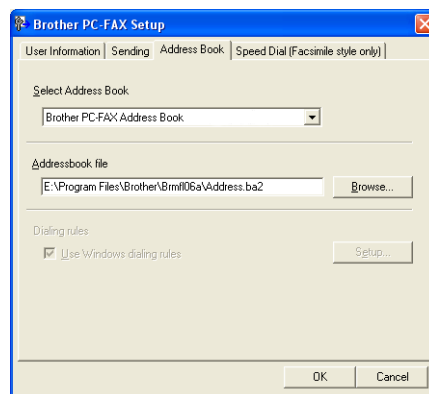 Brother PC-FAX Setup
User Information Sending Address Book Speed Dial (Facsimile style only)
Select Address Book
Brother PC-FAX Address Book
Addressbook file
E:\Program Files\Brother\Brmfl06a\Address.ba2 Browse...
Dialing rules
Use Windows dialing rules Setup...
OK Cancel